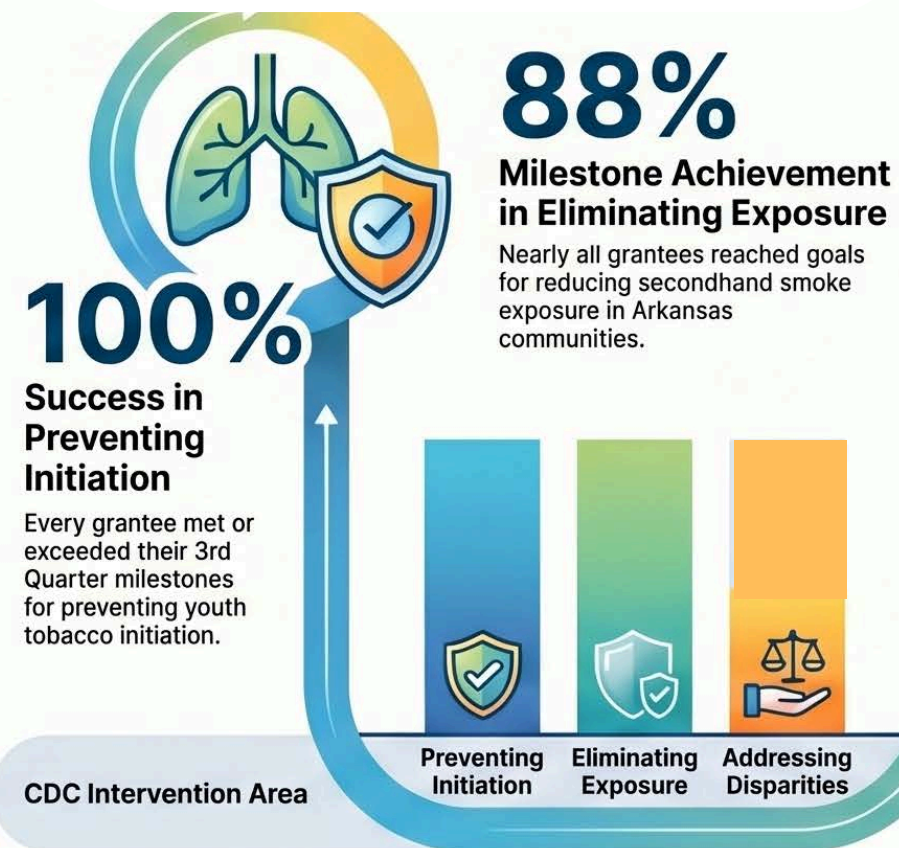 100%
Success in
Preventing
Initiation
Every grantee met or
exceeded their 3rd
Quarter milestones
for preventing youth
tobacco initiation.
88%
Milestone Achievement
in Eliminating Exposure
Nearly all grantees reached goals
for reducing secondhand smoke
exposure in Arkansas
communities.
CDC Intervention Area
Preventing
Initiation
Eliminating
Exposure
Addressing
Disparities